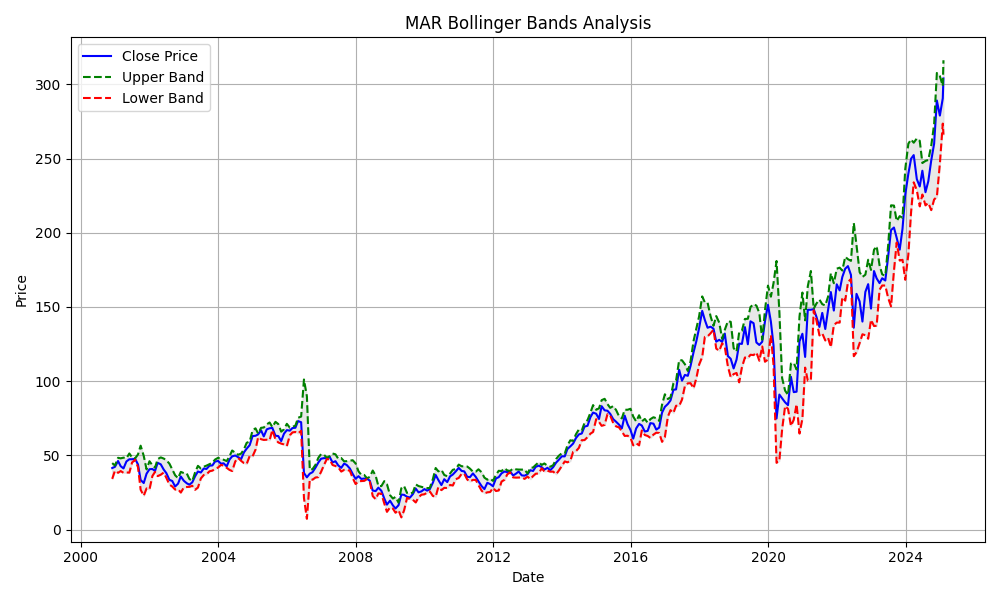 MAR Bollinger Bands Analysis
Close Price
Upper Band
Lower Band
Price
300
250
200
150
100
50
0
2000 2004 2008 2012 2016 2020 2024
Date